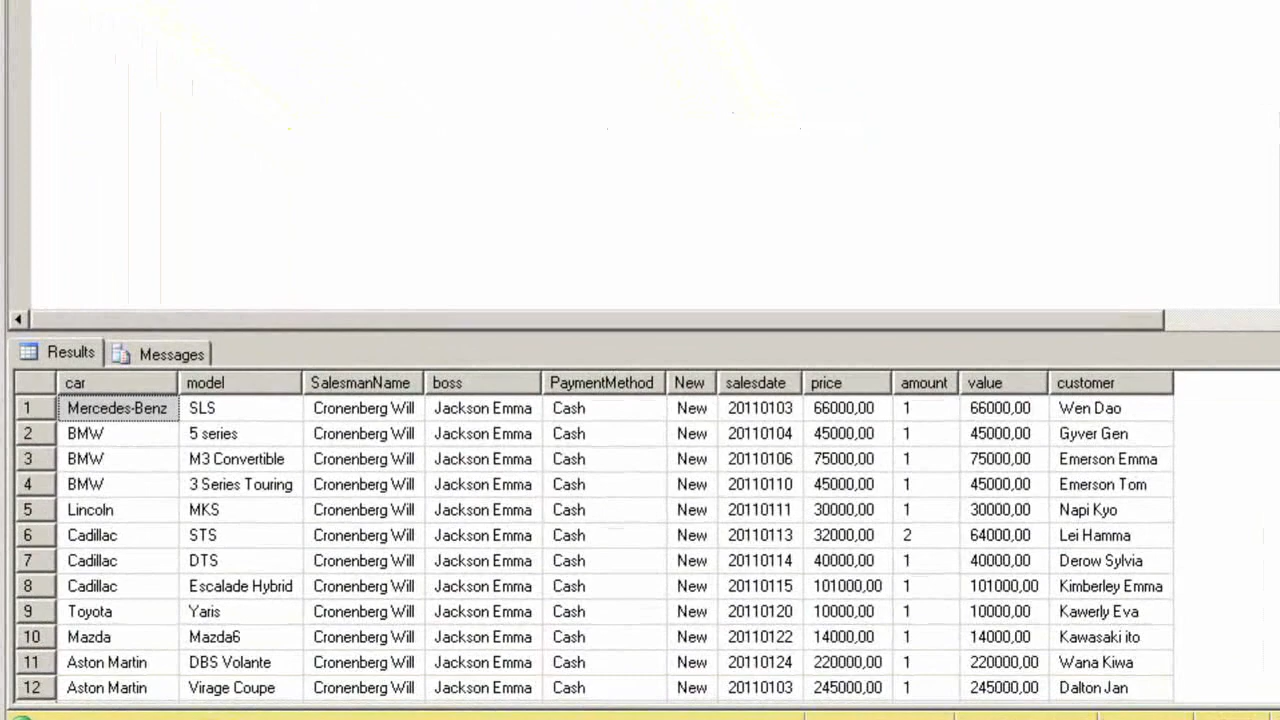 Results Messages
car model SalesmanName boss PaymentMethod New salesdate price amount value customer
1 Mercedes-Benz SLS Cronenberg Will Jackson Emma Cash New 20110103 66000,00 1 66000,00 Wen Dao
2 BMW 5 series Cronenberg Will Jackson Emma Cash New 20110104 45000,00 1 45000,00 Gyver Gen
3 BMW M3 Convertible Cronenberg Will Jackson Emma Cash New 20110106 75000,00 1 75000,00 Emerson Emma
4 BMW 3 Series Touring Cronenberg Will Jackson Emma Cash New 20110110 45000,00 1 45000,00 Emerson Tom
5 Lincoln MKS Cronenberg Will Jackson Emma Cash New 20110111 30000,00 1 30000,00 Napi Kyo
6 Cadillac STS Cronenberg Will Jackson Emma Cash New 20110113 32000,00 2 64000,00 Lei Hamma
7 Cadillac DTS Cronenberg Will Jackson Emma Cash New 20110114 40000,00 1 40000,00 Derow Sylvia
8 Cadillac Escalade Hybrid Cronenberg Will Jackson Emma Cash New 20110115 101000,00 1 101000,00 Kimberley Emma
9 Toyota Yaris Cronenberg Will Jackson Emma Cash New 20110120 10000,00 1 10000,00 Kawerly Eva
10 Mazda Mazda6 Cronenberg Will Jackson Emma Cash New 20110122 14000,00 1 14000,00 Kawasaki ito
11 Aston Martin DBS Volante Cronenberg Will Jackson Emma Cash New 20110124 220000,00 1 220000,00 Wana Kiwa
12 Aston Martin Virage Coupe Cronenberg Will Jackson Emma Cash New 20110103 245000,00 1 245000,00 Dalton Jan